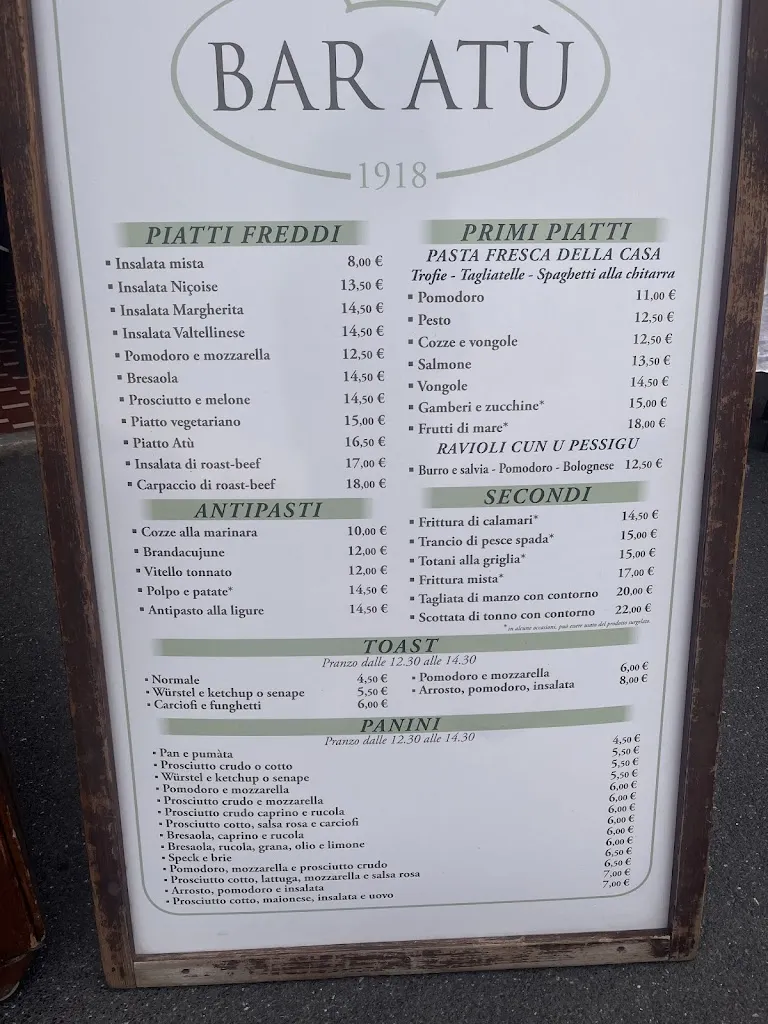 BAR ATÙ
1918
PIATTI FREDDI
▪ Insalata mista 8,00 €
▪ Insalata Niçoise 13,50 €
▪ Insalata Margherita 14,50 €
▪ Insalata Valtellinese 14,50 €
▪ Pomodoro e mozzarella 12,50 €
▪ Bresaola 14,50 €
▪ Prosciutto e melone 14,50 €
▪ Piatto vegetariano 15,00 €
▪ Piatto Atù 16,50 €
▪ Insalata di roast-beef 17,00 €
▪ Carpaccio di roast-beef 18,00 €
ANTIPASTI
▪ Cozze alla marinara 10,00 €
▪ Brandacujune 12,00 €
▪ Vitello tonnato 12,00 €
▪ Polpo e patate* 14,50 €
▪ Antipasto alla ligure 14,50 €
PRIMI PIATTI
PASTA FRESCA DELLA CASA
Trofie - Tagliatelle - Spaghetti alla chitarra
▪ Pomodoro 11,00 €
▪ Pesto 12,50 €
▪ Cozze e vongole 12,50 €
▪ Salmone 13,50 €
▪ Vongole 14,50 €
▪ Gamberi e zucchine* 15,00 €
▪ Frutti di mare* 18,00 €
RAVIOLI CUN U PESSIGU
▪ Burro e salvia - Pomodoro - Bolognese 12,50 €
SECONDI
▪ Frittura di calamari* 14,50 €
▪ Trancio di pesce spada* 15,00 €
▪ Totani alla griglia* 15,00 €
▪ Frittura mista* 17,00 €
▪ Tagliata di manzo con contorno 20,00 €
▪ Scottata di tonno con contorno 22,00 €
* in alcune occasioni, può essere usato del prodotto surgelato
TOAST
Pranzo dalle 12.30 alle 14.30
▪ Normale 4,50 €
▪ Würstel e ketchup o senape 5,50 €
▪ Carciofi e funghetti 6,00 €
▪ Pomodoro e mozzarella 6,00 €
▪ Arrosto, pomodoro, insalata 8,00 €
PANINI
Pranzo dalle 12.30 alle 14.30
▪ Pan e pumàta 4,50 €
▪ Prosciutto crudo o cotto 5,50 €
▪ Würstel e ketchup o senape 5,50 €
▪ Pomodoro e mozzarella 5,50 €
▪ Prosciutto crudo e mozzarella 6,00 €
▪ Prosciutto crudo caprino e rucola 6,00 €
▪ Prosciutto cotto, salsa rosa e carciofi 6,00 €
▪ Bresaola, caprino e rucola 6,00 €
▪ Bresaola, rucola, grana, olio e limone 6,00 €
▪ Speck e brie 6,00 €
▪ Pomodoro, mozzarella e prosciutto crudo 6,50 €
▪ Prosciutto cotto, lattuga, mozzarella e salsa rosa 6,50 €
▪ Arrosto, pomodoro e insalata 7,00 €
▪ Prosciutto cotto, maionese, insalata e uovo 7,00 €